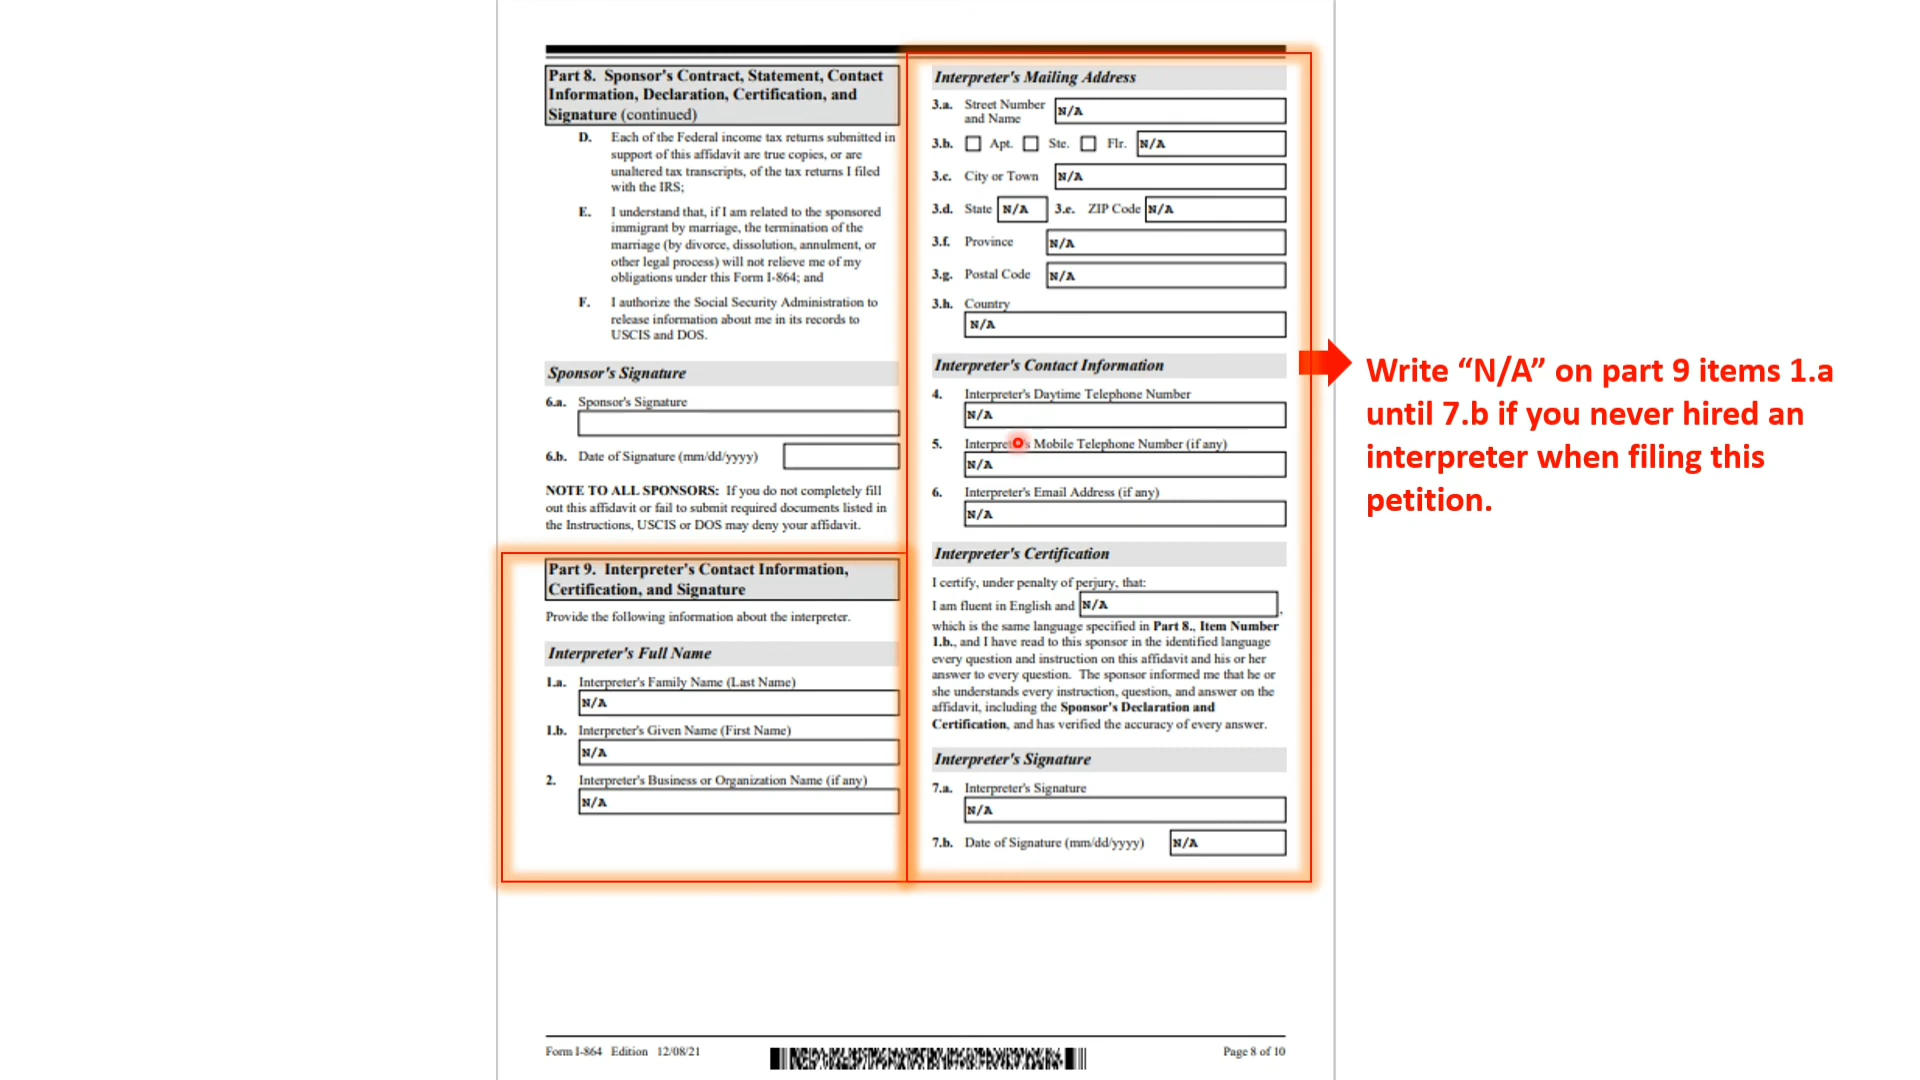 Part 8. Sponsor's Contract, Statement, Contact
Information, Declaration, Certification, and
Signature (continued)
D. Each of the Federal income tax returns submitted in
support of this affidavit are true copies, or are
unaltered tax transcripts, of the tax returns I filed
with the IRS;
E. I understand that, if I am related to the sponsored
immigrant by marriage, the termination of the
marriage (by divorce, dissolution, annulment, or
other legal process) will not relieve me of my
obligations under this Form I-864; and
F. I authorize the Social Security Administration to
release information about me in its records to
USCIS and DOS.
Sponsor's Signature
6.a. Sponsor's Signature
6.b. Date of Signature (mm/dd/yyyy)
NOTE TO ALL SPONSORS: If you do not completely fill
out this affidavit or fail to submit required documents listed in
the Instructions, USCIS or DOS may deny your affidavit.
Part 9. Interpreter's Contact Information,
Certification, and Signature
Provide the following information about the interpreter.
Interpreter's Full Name
1.a. Interpreter's Family Name (Last Name)
N/A
1.b. Interpreter's Given Name (First Name)
N/A
2. Interpreter's Business or Organization Name (if any)
N/A
Interpreter's Mailing Address
3.a. Street Number
and Name
N/A
3.b. Apt. Ste. Flr. N/A
3.c. City or Town N/A
3.d. State N/A 3.e. ZIP Code N/A
3.f. Province N/A
3.g. Postal Code N/A
3.h. Country
N/A
Interpreter's Contact Information
4. Interpreter's Daytime Telephone Number
N/A
5. Interpreter's Mobile Telephone Number (if any)
N/A
6. Interpreter's Email Address (if any)
N/A
Interpreter's Certification
I certify, under penalty of perjury, that:
I am fluent in English and N/A ,
which is the same language specified in Part 8., Item Number
1.b., and I have read to this sponsor in the identified language
every question and instruction on this affidavit and his or her
answer to every question. The sponsor informed me that he or
she understands every instruction, question, and answer on the
affidavit, including the Sponsor's Declaration and
Certification, and has verified the accuracy of every answer.
Interpreter's Signature
7.a. Interpreter's Signature
N/A
7.b. Date of Signature (mm/dd/yyyy) N/A
Write “N/A” on part 9 items 1.a
until 7.b if you never hired an
interpreter when filing this
petition.
Form I-864 Edition 12/08/21
Page 8 of 10